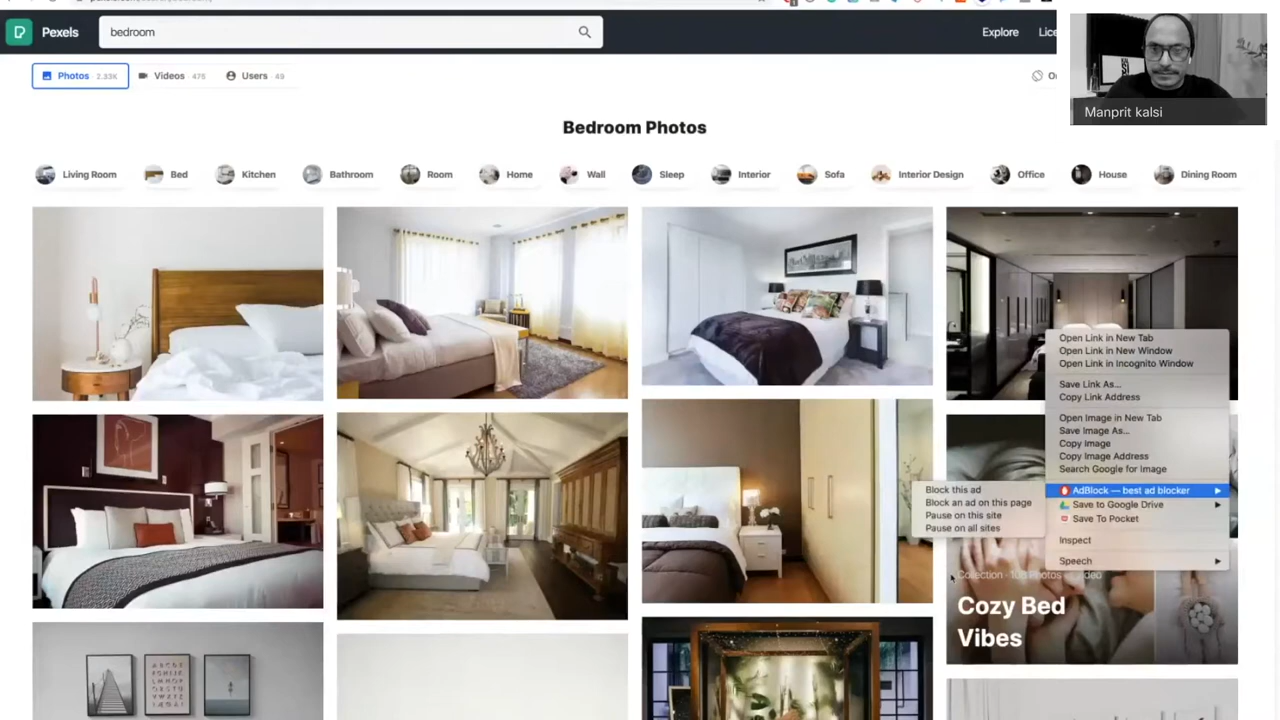 Pexels
bedroom
Explore
Manprit kalsi
Photos 2.33K
Videos 475
Users 49
Bedroom Photos
Living Room
Bed
Kitchen
Bathroom
Room
Home
Wall
Sleep
Interior
Sofa
Interior Design
Office
House
Dining Room
Open Link in New Tab
Open Link in New Window
Open Link in Incognito Window
Save Link As...
Copy Link Address
Open Image in New Tab
Save Image As...
Copy Image
Copy Image Address
Search Google for Image
AdBlock — best ad blocker
Save to Google Drive
Save To Pocket
Inspect
Speech
Block this ad
Block an ad on this page
Pause on this site
Pause on all sites
Collection
Photos
Cozy Bed
Vibes